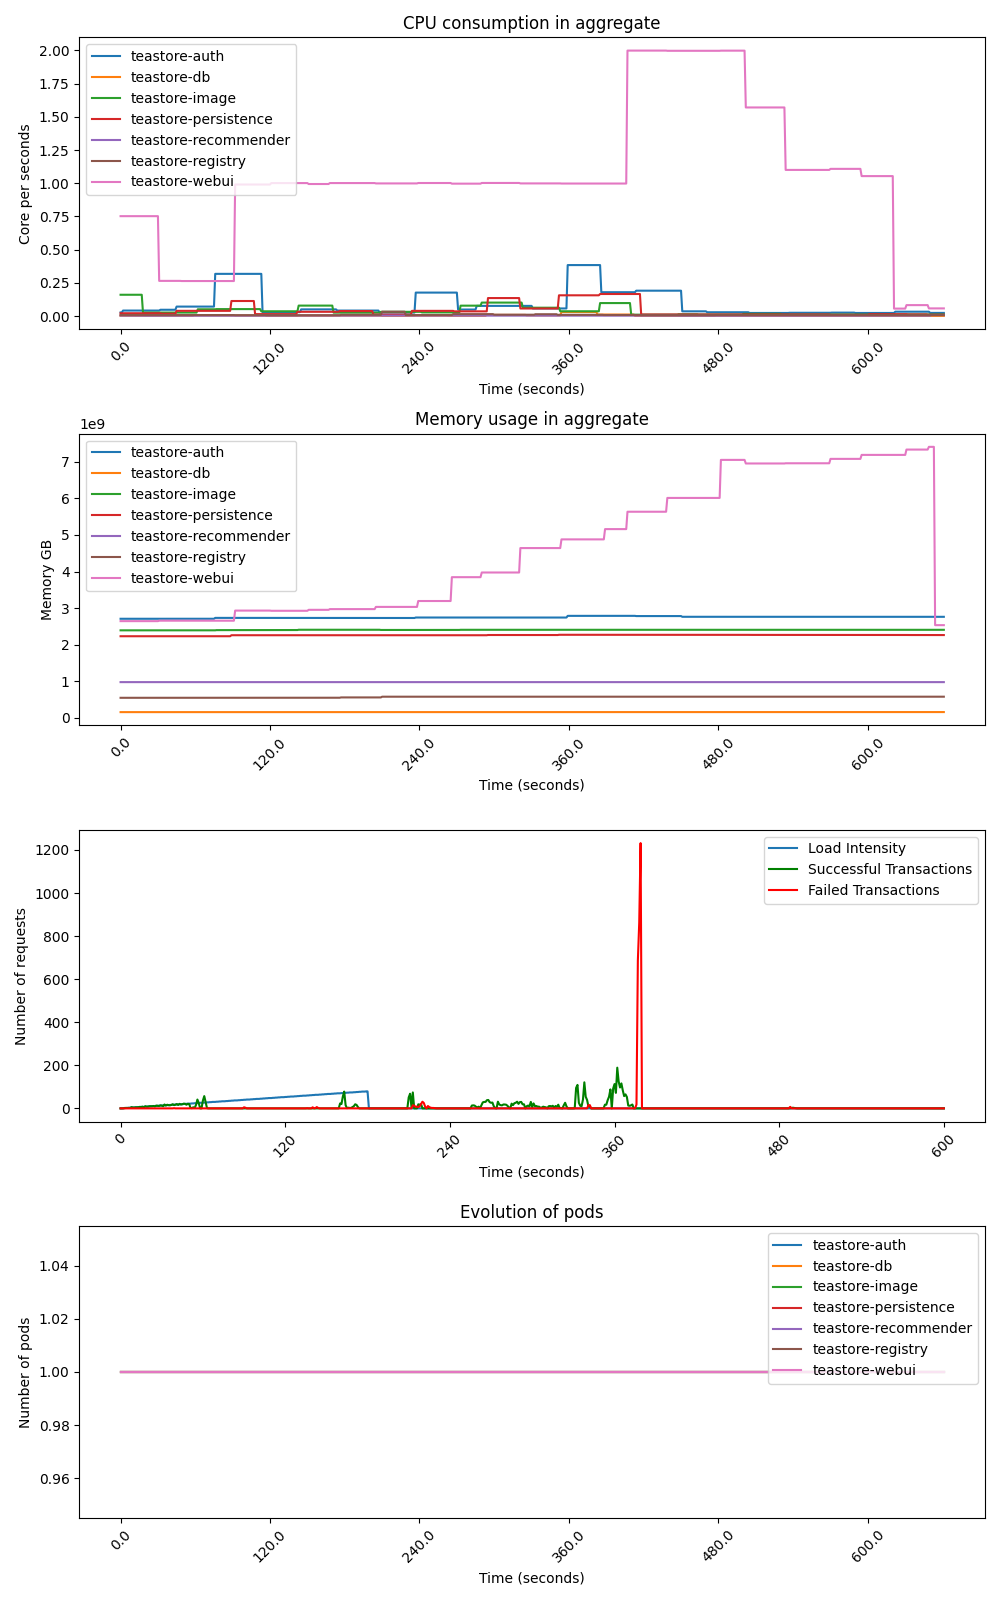 CPU consumption in aggregate
Core per seconds
2.00
1.75
1.50
1.25
1.00
0.75
0.50
0.25
0.00
teastore-auth
teastore-db
teastore-image
teastore-persistence
teastore-recommender
teastore-registry
teastore-webui
0.0 120.0 240.0 360.0 480.0 600.0
Time (seconds)
Memory usage in aggregate
1e9
Memory GB
7
6
5
4
3
2
1
0
teastore-auth
teastore-db
teastore-image
teastore-persistence
teastore-recommender
teastore-registry
teastore-webui
0.0 120.0 240.0 360.0 480.0 600.0
Time (seconds)
Number of requests
1200
1000
800
600
400
200
0
Load Intensity
Successful Transactions
Failed Transactions
0 120 240 360 480 600
Time (seconds)
Evolution of pods
Number of pods
1.04
1.02
1.00
0.98
0.96
teastore-auth
teastore-db
teastore-image
teastore-persistence
teastore-recommender
teastore-registry
teastore-webui
0.0 120.0 240.0 360.0 480.0 600.0
Time (seconds)